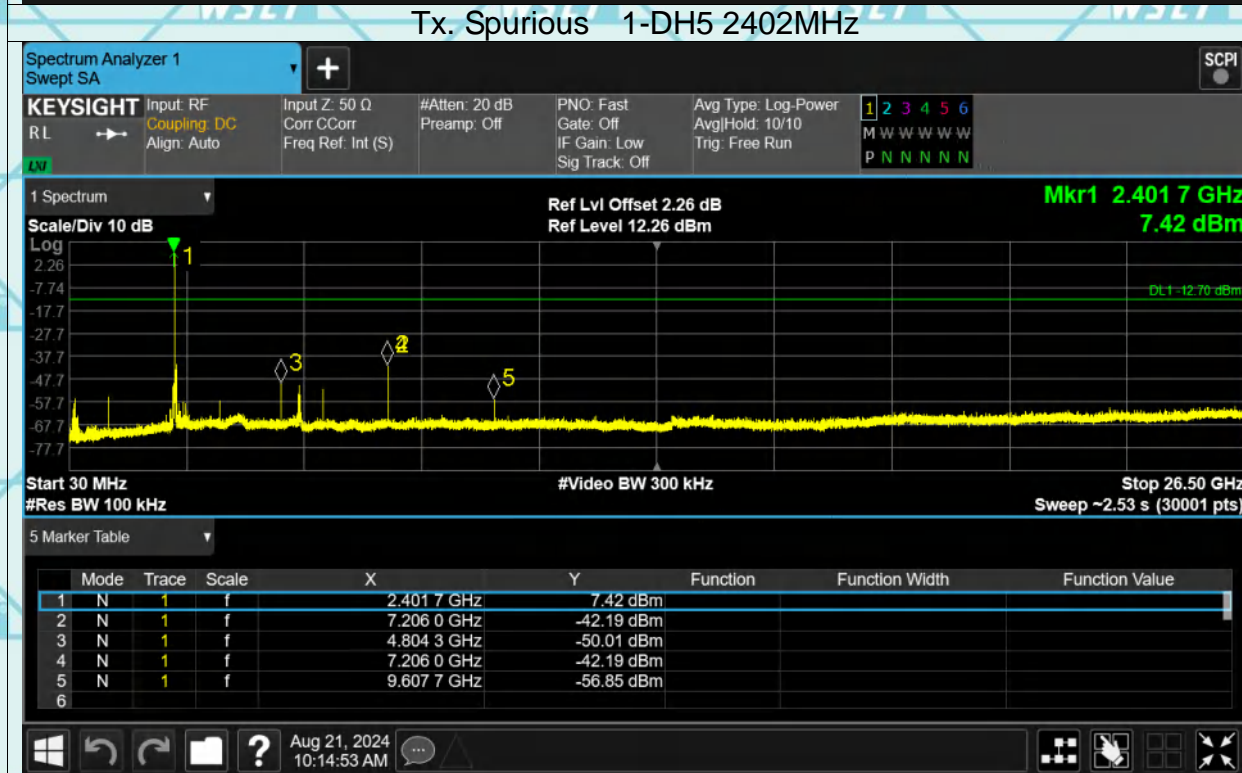 Tx. Spurious 1-DH5 2402MHz
Spectrum Analyzer 1
Swept SA
SCPI
KEYSIGHT
RL
LXI
Input: RF
Coupling: DC
Align: Auto
Input Z: 50 Ω
Corr CCorr
Freq Ref: Int (S)
#Atten: 20 dB
Preamp: Off
PNO: Fast
Gate: Off
IF Gain: Low
Sig Track: Off
Avg Type: Log-Power
Avg|Hold: 10/10
Trig: Free Run
1 2 3 4 5 6
M W W W W W
P N N N N N
1 Spectrum
Scale/Div 10 dB
Ref Lvl Offset 2.26 dB
Ref Level 12.26 dBm
Mkr1 2.401 7 GHz
7.42 dBm
Log
2.26
-7.74
-17.7
-27.7
-37.7
-47.7
-57.7
-67.7
-77.7
1
3
5
DL1 -12.70 dBm
Start 30 MHz
#Res BW 100 kHz
#Video BW 300 kHz
Stop 26.50 GHz
Sweep ~2.53 s (30001 pts)
5 Marker Table
Mode Trace Scale X Y Function Function Width Function Value
1 N 1 f 2.401 7 GHz 7.42 dBm
2 N 1 f 7.206 0 GHz -42.19 dBm
3 N 1 f 4.804 3 GHz -50.01 dBm
4 N 1 f 7.206 0 GHz -42.19 dBm
5 N 1 f 9.607 7 GHz -56.85 dBm
6
?
Aug 21, 2024
10:14:53 AM